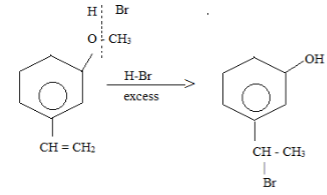 H Br
O - CH₃
H-Br
excess
OH
CH = CH₂
CH - CH₃
Br